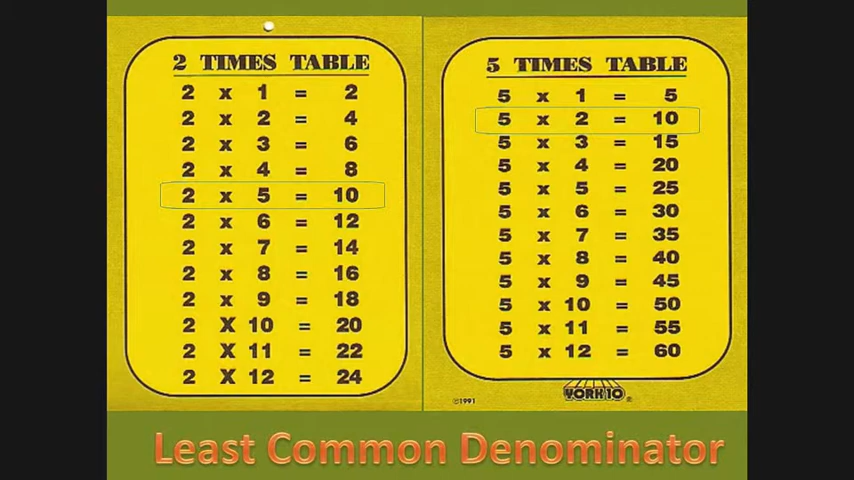 2 TIMES TABLE
2 x 1 = 2
2 x 2 = 4
2 x 3 = 6
2 x 4 = 8
2 x 5 = 10
2 x 6 = 12
2 x 7 = 14
2 x 8 = 16
2 x 9 = 18
2 X 10 = 20
2 X 11 = 22
2 X 12 = 24
5 TIMES TABLE
5 x 1 = 5
5 x 2 = 10
5 x 3 = 15
5 x 4 = 20
5 x 5 = 25
5 x 6 = 30
5 x 7 = 35
5 x 8 = 40
5 x 9 = 45
5 x 10 = 50
5 x 11 = 55
5 x 12 = 60
©1991
YORK 10 ®
Least Common Denominator